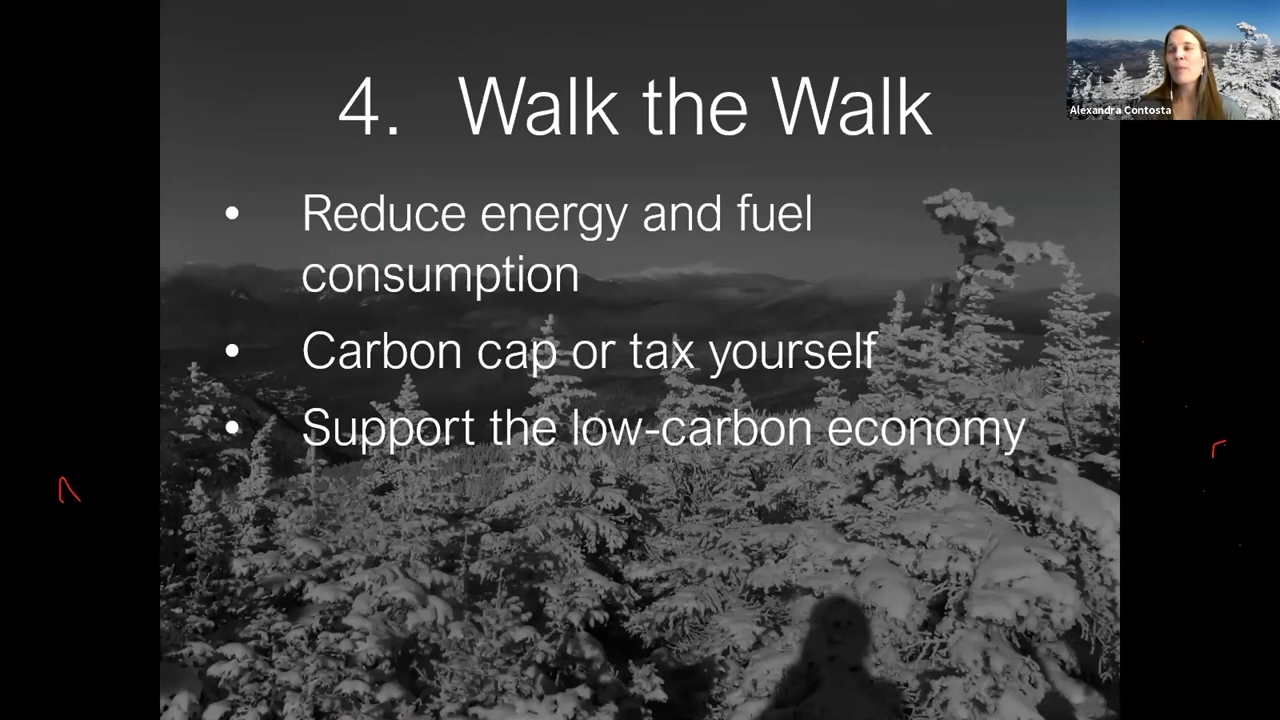 4. Walk the Walk
• Reduce energy and fuel
consumption
• Carbon cap or tax yourself
• Support the low-carbon economy
Alexandra Contosta